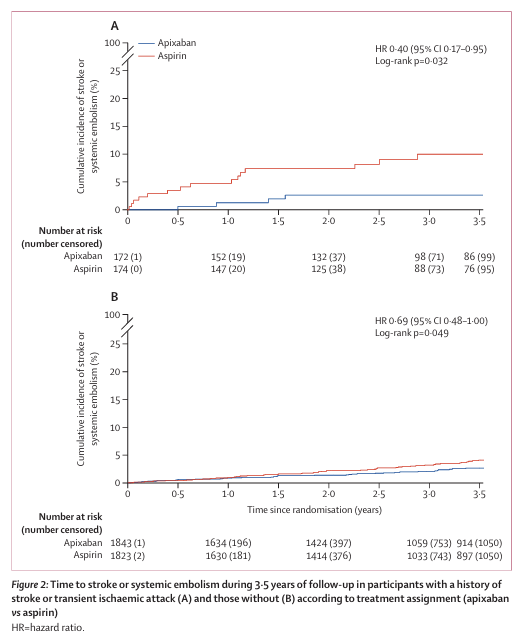 A
Apixaban
Aspirin
HR 0·40 (95% CI 0·17–0·95)
Log-rank p=0·032
Cumulative incidence of stroke or
systemic embolism (%)
100
25
20
15
10
5
0
0 0·5 1·0 1·5 2·0 2·5 3·0 3·5
Number at risk
(number censored)
Apixaban 172 (1) 152 (19) 132 (37) 98 (71) 86 (99)
Aspirin 174 (0) 147 (20) 125 (38) 88 (73) 76 (95)
B
HR 0·69 (95% CI 0·48–1·00)
Log-rank p=0·049
Cumulative incidence of stroke or
systemic embolism (%)
100
25
20
15
10
5
0
0 0·5 1·0 1·5 2·0 2·5 3·0 3·5
Time since randomisation (years)
Number at risk
(number censored)
Apixaban 1843 (1) 1634 (196) 1424 (397) 1059 (753) 914 (1050)
Aspirin 1823 (2) 1630 (181) 1414 (376) 1033 (743) 897 (1050)
Figure 2: Time to stroke or systemic embolism during 3·5 years of follow-up in participants with a history of
stroke or transient ischaemic attack (A) and those without (B) according to treatment assignment (apixaban
vs aspirin)
HR=hazard ratio.